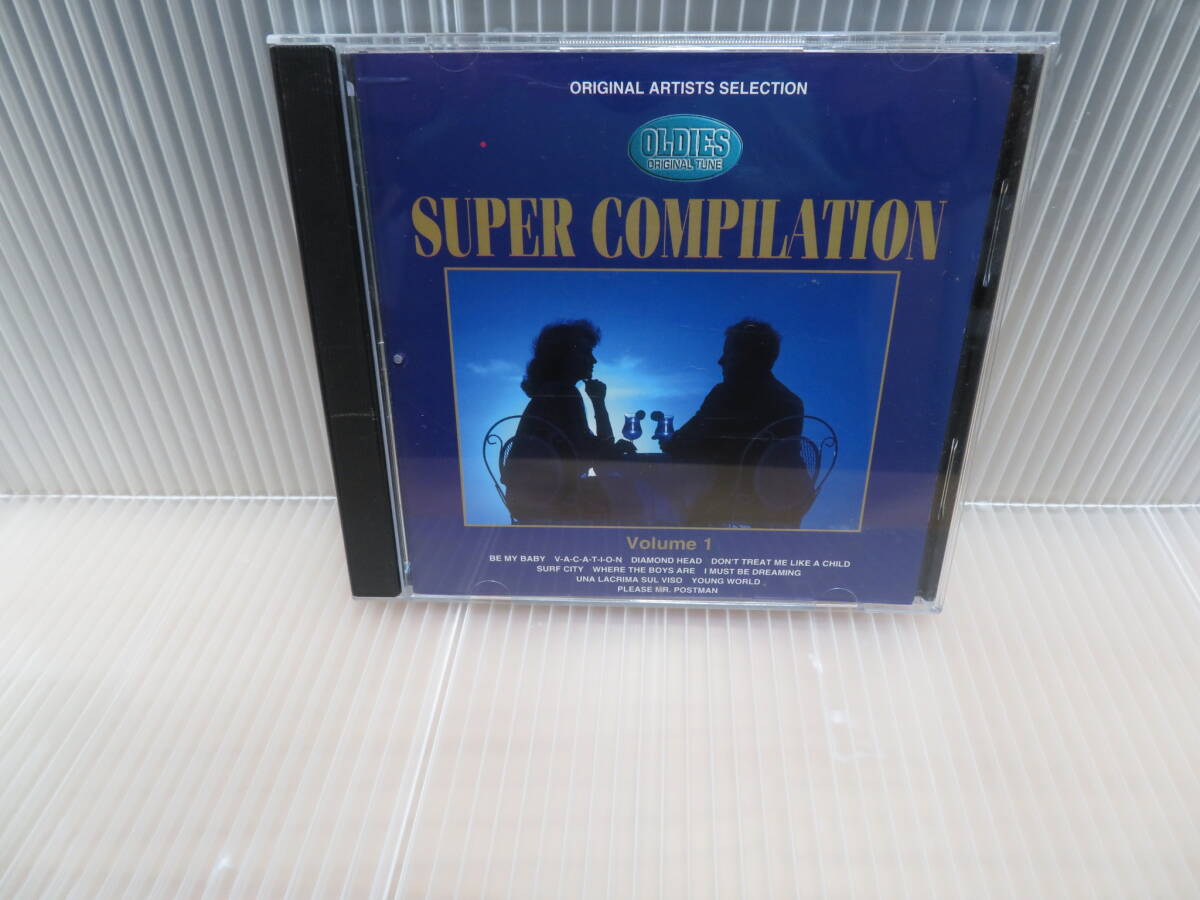 ORIGINAL ARTISTS SELECTION
OLDIES
ORIGINAL TUNE
SUPER COMPILATION
Volume 1
BE MY BABY V-A-C-A-T-I-O-N DIAMOND HEAD DON'T TREAT ME LIKE A CHILD
SURF CITY WHERE THE BOYS ARE I MUST BE DREAMING
UNA LACRIMA SUL VISO YOUNG WORLD
PLEASE MR. POSTMAN